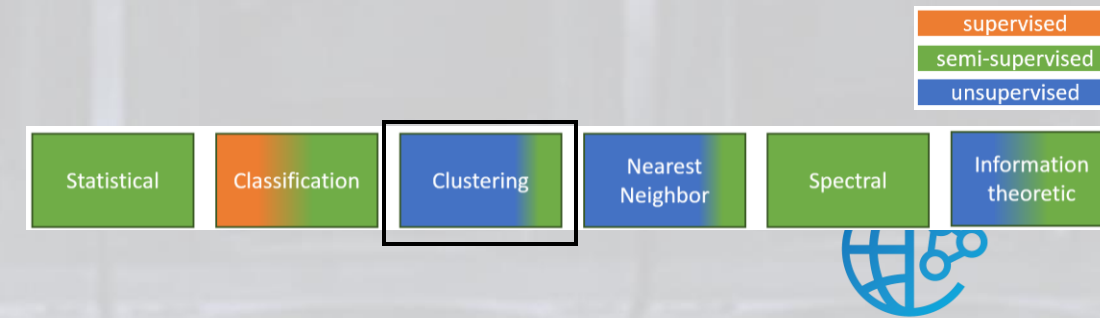 supervised
semi-supervised
unsupervised
Statistical
Classification
Clustering
Nearest
Neighbor
Spectral
Information
theoretic